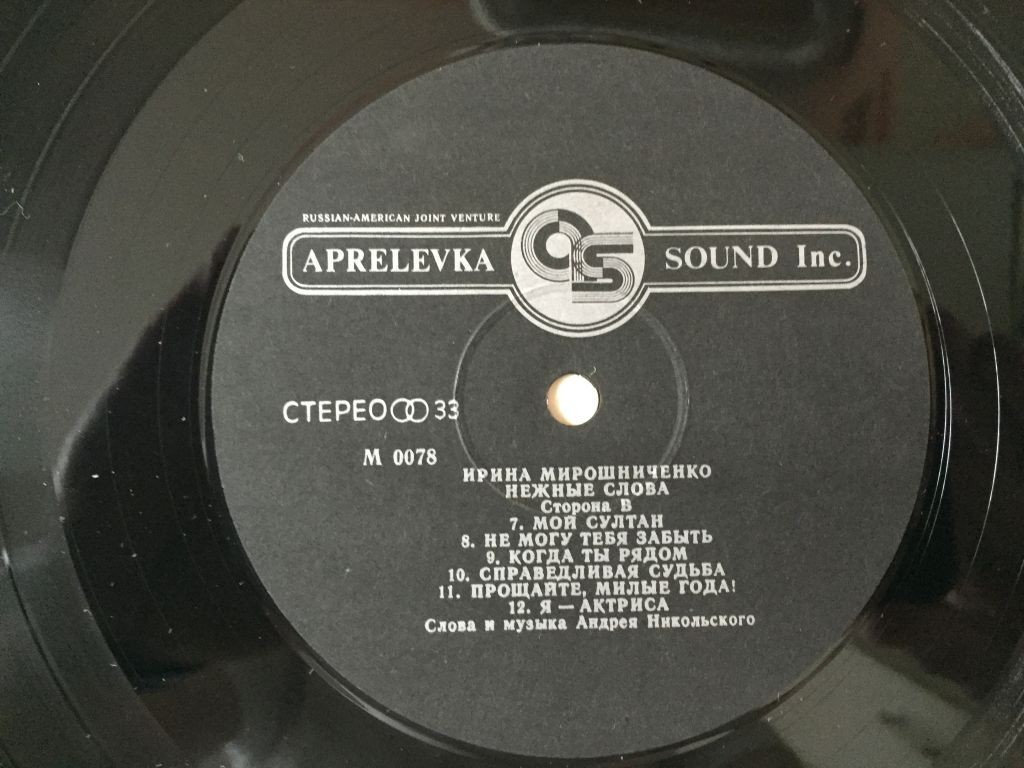 RUSSIAN-AMERICAN JOINT VENTURE
APRELEVKA SOUND Inc.
СТЕРЕО 33
М 0078
ИРИНА МИРОШНИЧЕНКО
НЕЖНЫЕ СЛОВА
Сторона В
7. МОЙ СУЛТАН
8. НЕ МОГУ ТЕБЯ ЗАБЫТЬ
9. КОГДА ТЫ РЯДОМ
10. СПРАВЕДЛИВАЯ СУДЬБА
11. ПРОЩАЙТЕ, МИЛЫЕ ГОДА!
12. Я — АКТРИСА
Слова и музыка Андрея Никольского